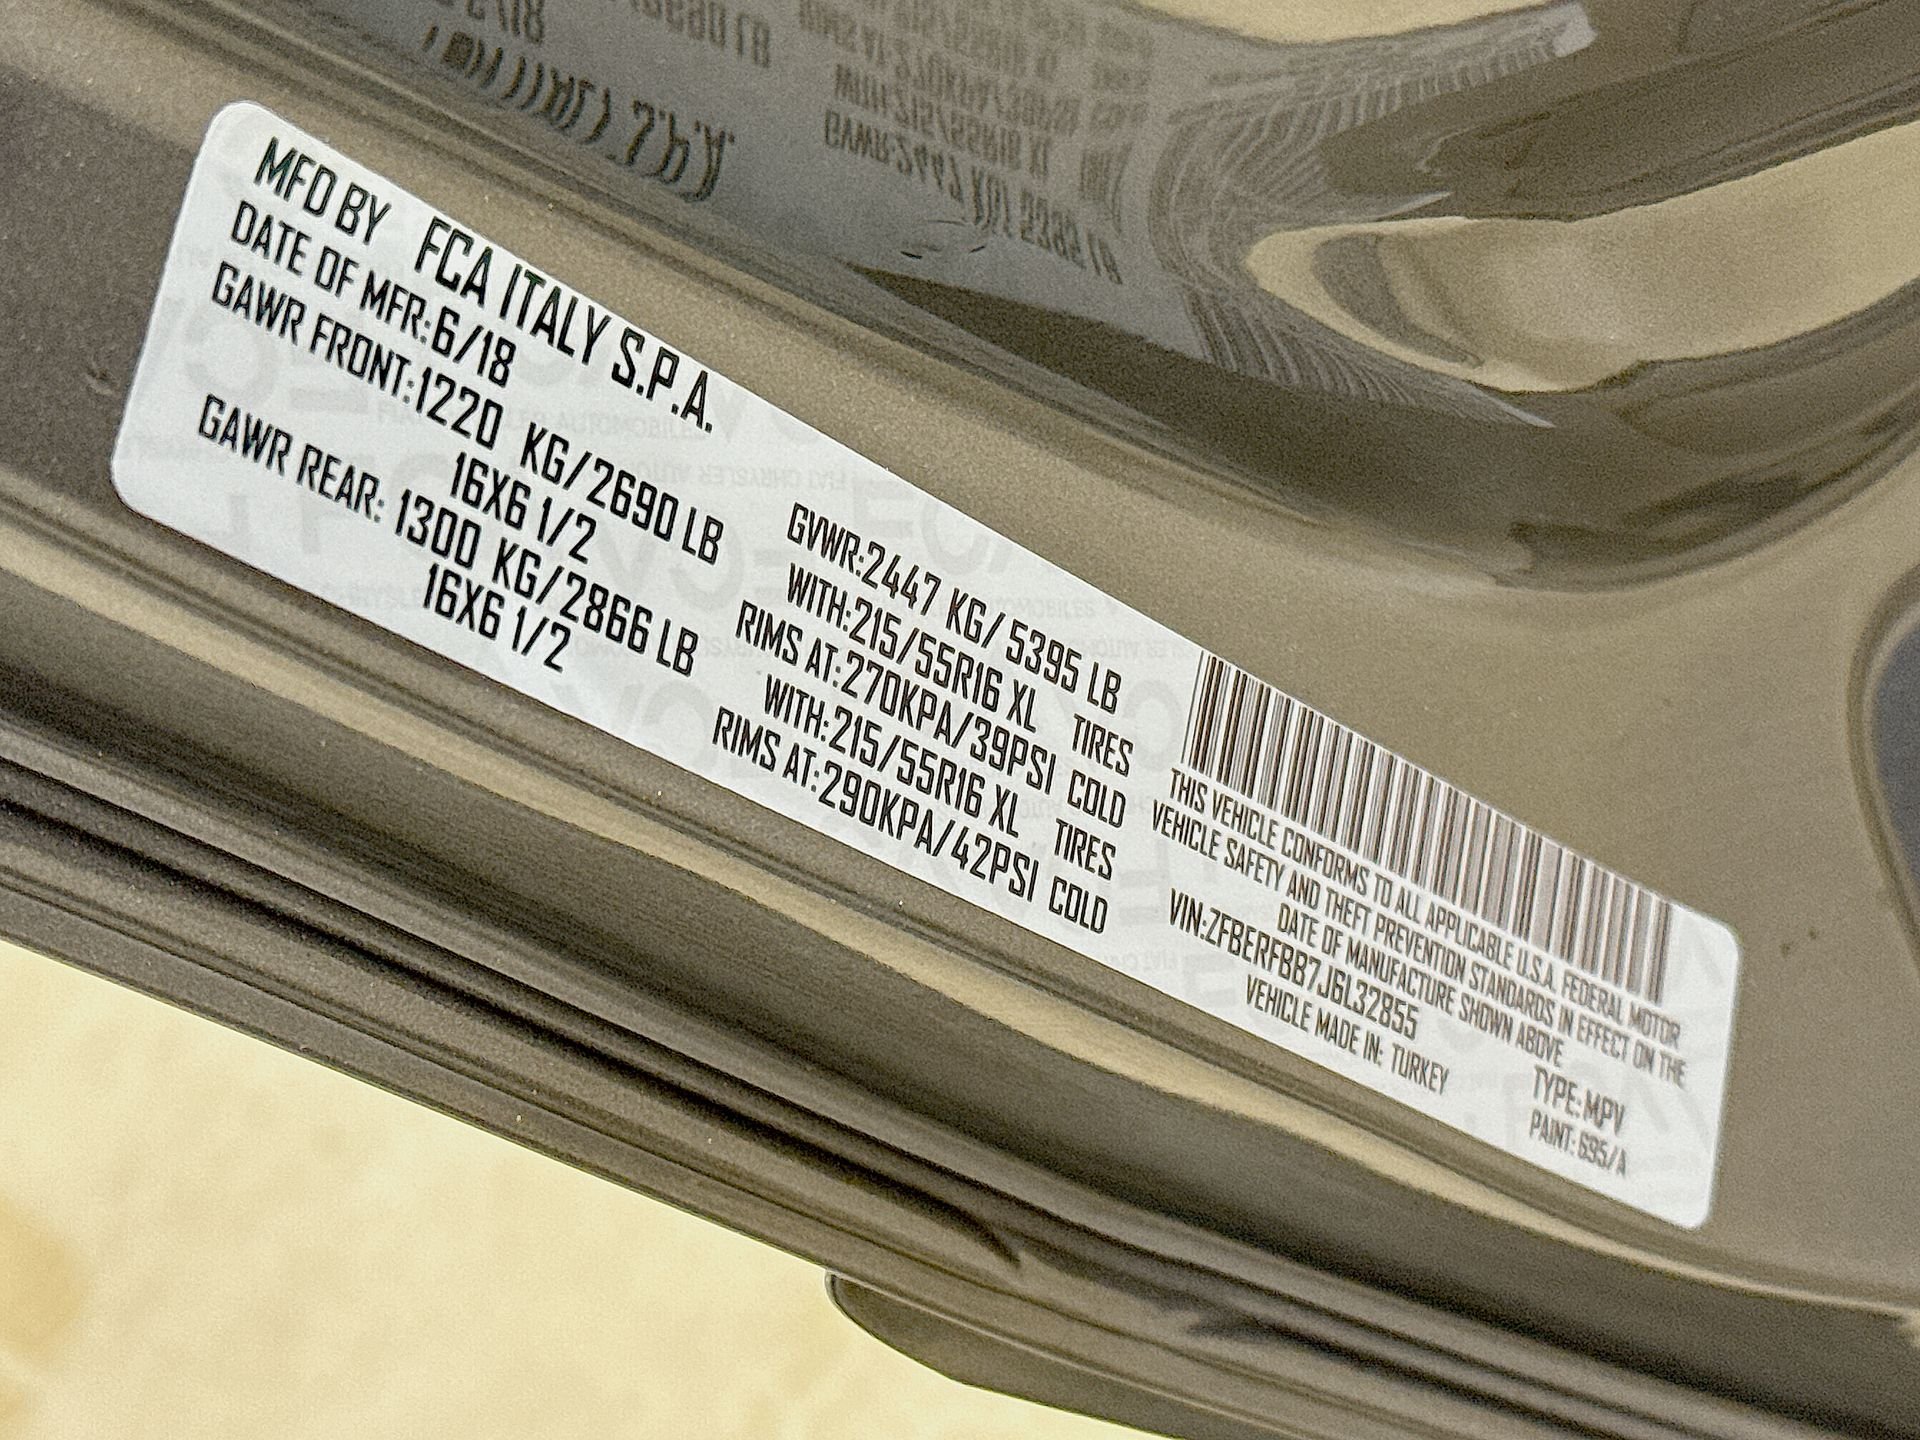 MFD BY FCA ITALY S.P.A.
DATE OF MFR:6/18 GVWR:2447 KG/ 5395 LB
GAWR FRONT:1220 KG/2690 LB WITH:215/55R16 XL TIRES
16X6 1/2 RIMS AT:270KPA/39PSI COLD
GAWR REAR: 1300 KG/2866 LB WITH:215/55R16 XL TIRES
16X6 1/2 RIMS AT:290KPA/42PSI COLD
THIS VEHICLE CONFORMS TO ALL APPLICABLE U.S.A. FEDERAL MOTOR
VEHICLE SAFETY AND THEFT PREVENTION STANDARDS IN EFFECT ON THE
DATE OF MANUFACTURE SHOWN ABOVE
VIN:ZFBERFBB7J6L32855 TYPE:MPV
VEHICLE MADE IN: TURKEY PAINT: 695/A